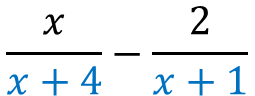 x/(x + 4) − 2/(x + 1)